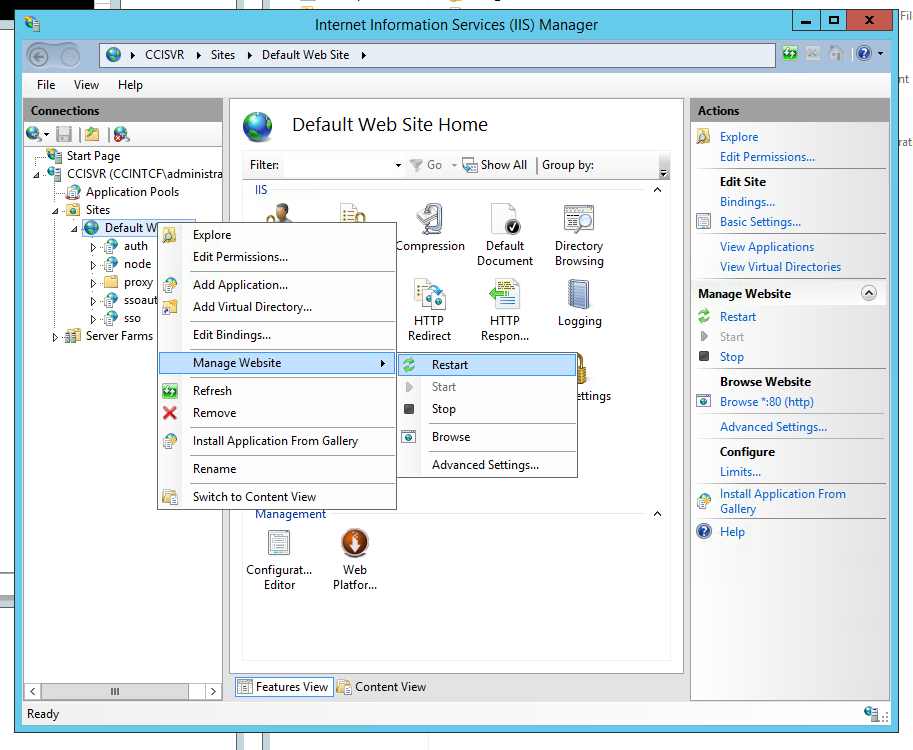 Internet Information Services (IIS) Manager
CCISVR
Sites
Default Web Site
File
View
Help
Connections
Start Page
CCISVR (CCINTCF\administra
Application Pools
Sites
Default W
auth
node
proxy
ssoaut
sso
Server Farms
Explore
Edit Permissions...
Add Application...
Add Virtual Directory...
Edit Bindings...
Manage Website
Refresh
Remove
Install Application From Gallery
Rename
Switch to Content View
Restart
Start
Stop
Browse
Advanced Settings...
Default Web Site Home
Filter:
Go
Show All
Group by:
IIS
Compression
Default
Document
Directory
Browsing
HTTP
Redirect
HTTP
Respon...
Logging
ettings
Management
Configurat...
Editor
Web
Platfor...
Features View
Content View
Actions
Explore
Edit Permissions...
Edit Site
Bindings...
Basic Settings...
View Applications
View Virtual Directories
Manage Website
Restart
Start
Stop
Browse Website
Browse *:80 (http)
Advanced Settings...
Configure
Limits...
Install Application From
Gallery
Help
Ready
Fil
nt
rat